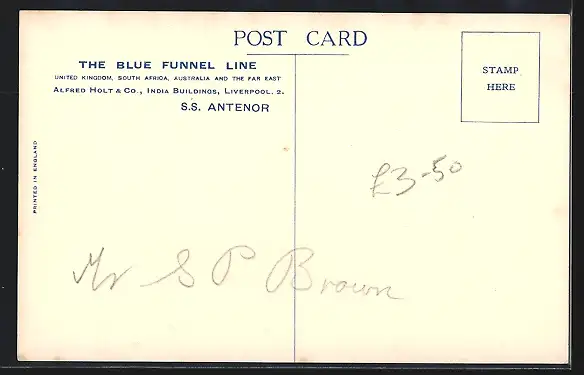 POST CARD
THE BLUE FUNNEL LINE
UNITED KINGDOM, SOUTH AFRICA, AUSTRALIA AND THE FAR EAST
ALFRED HOLT & CO., INDIA BUILDINGS, LIVERPOOL. 2.
S.S. ANTENOR
STAMP
HERE
PRINTED IN ENGLAND
£3-50
Mr S P Brown